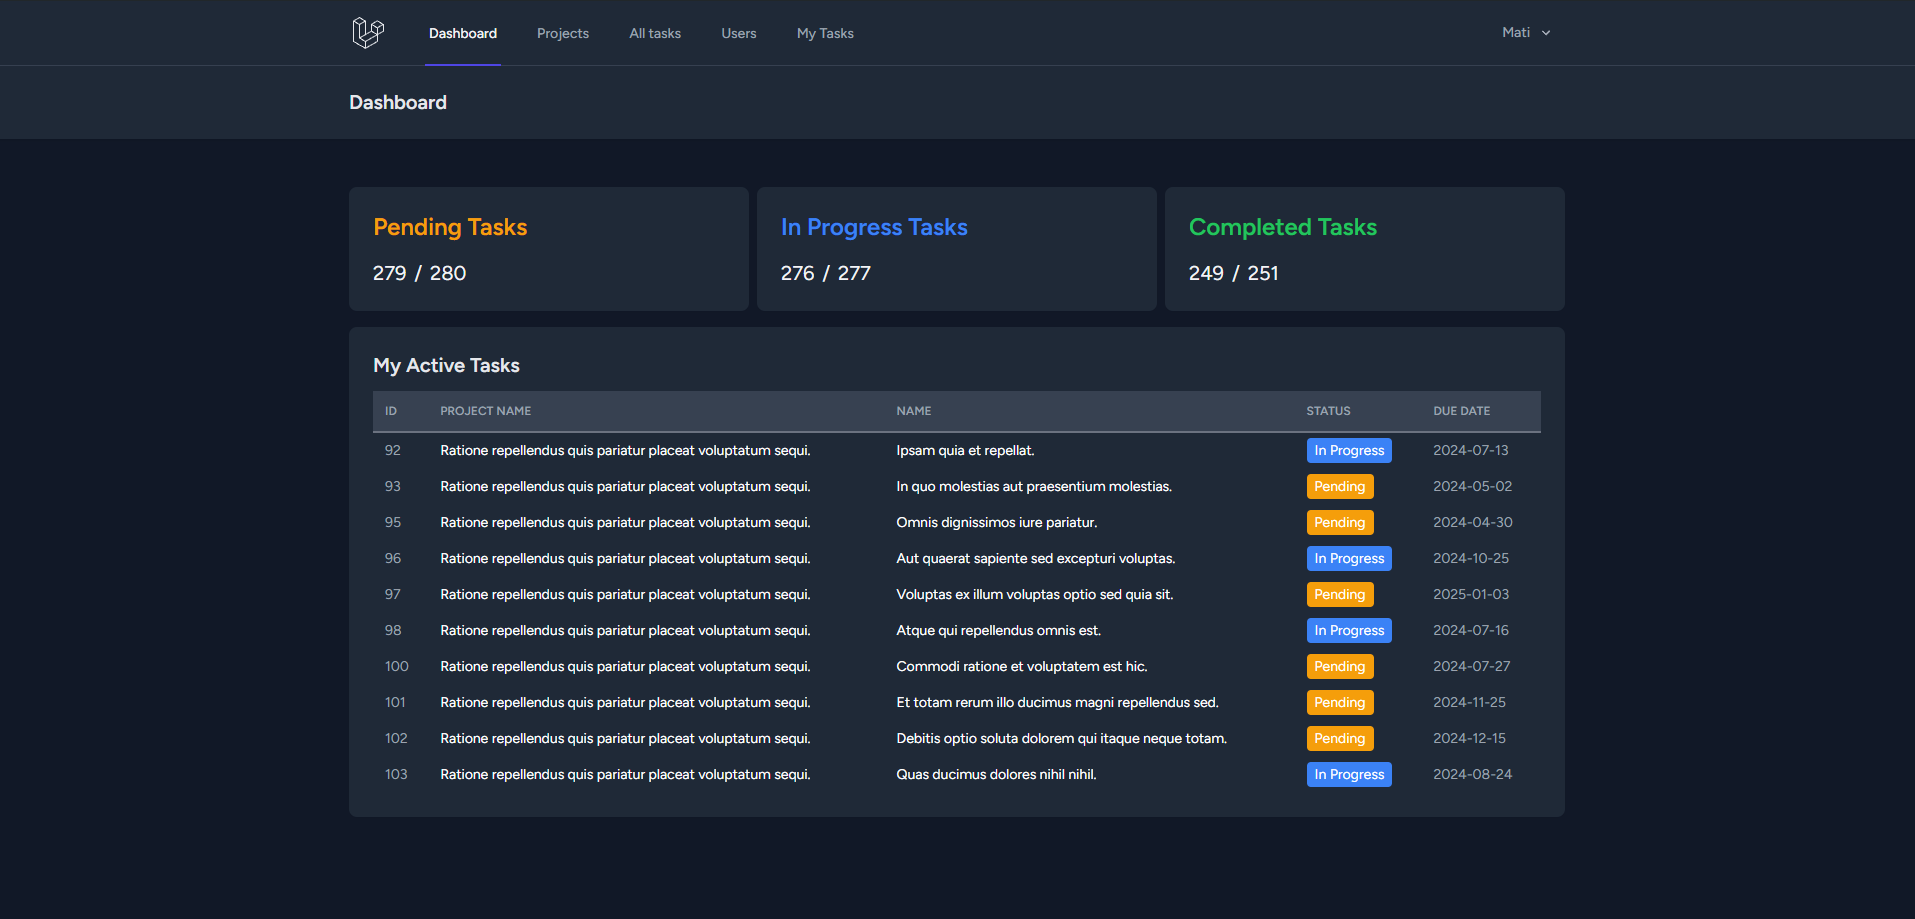 Dashboard Projects All tasks Users My Tasks Mati
Dashboard
Pending Tasks In Progress Tasks Completed Tasks
279 / 280 276 / 277 249 / 251
My Active Tasks
ID PROJECT NAME NAME STATUS DUE DATE
92 Ratione repellendus quis pariatur placeat voluptatum sequi. Ipsam quia et repellat. In Progress 2024-07-13
93 Ratione repellendus quis pariatur placeat voluptatum sequi. In quo molestias aut praesentium molestias. Pending 2024-05-02
95 Ratione repellendus quis pariatur placeat voluptatum sequi. Omnis dignissimos iure pariatur. Pending 2024-04-30
96 Ratione repellendus quis pariatur placeat voluptatum sequi. Aut quaerat sapiente sed excepturi voluptas. In Progress 2024-10-25
97 Ratione repellendus quis pariatur placeat voluptatum sequi. Voluptas ex illum voluptas optio sed quia sit. Pending 2025-01-03
98 Ratione repellendus quis pariatur placeat voluptatum sequi. Atque qui repellendus omnis est. In Progress 2024-07-16
100 Ratione repellendus quis pariatur placeat voluptatum sequi. Commodi ratione et voluptatem est hic. Pending 2024-07-27
101 Ratione repellendus quis pariatur placeat voluptatum sequi. Et totam rerum illo ducimus magni repellendus sed. Pending 2024-11-25
102 Ratione repellendus quis pariatur placeat voluptatum sequi. Debitis optio soluta dolorem qui itaque neque totam. Pending 2024-12-15
103 Ratione repellendus quis pariatur placeat voluptatum sequi. Quas ducimus dolores nihil nihil. In Progress 2024-08-24